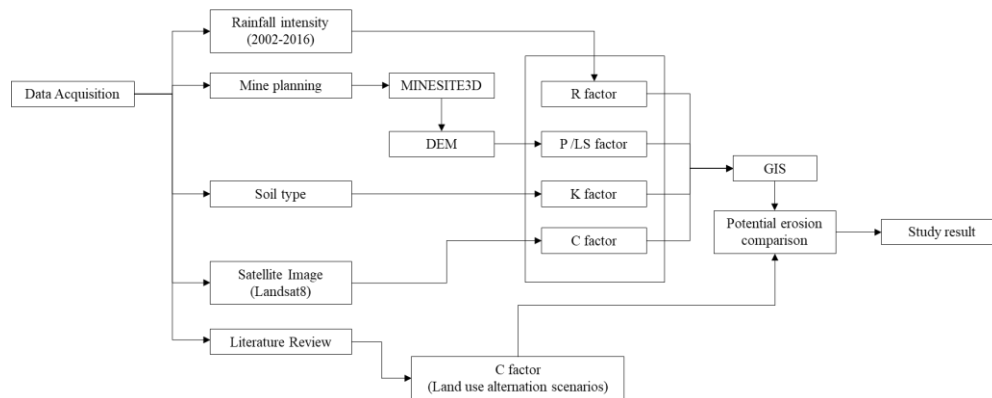 Data Acquisition
Rainfall intensity
(2002-2016)
Mine planning
MINESITE3D
DEM
Soil type
Satellite Image
(Landsat8)
Literature Review
R factor
P /LS factor
K factor
C factor
C factor
(Land use alternation scenarios)
GIS
Potential erosion
comparison
Study result